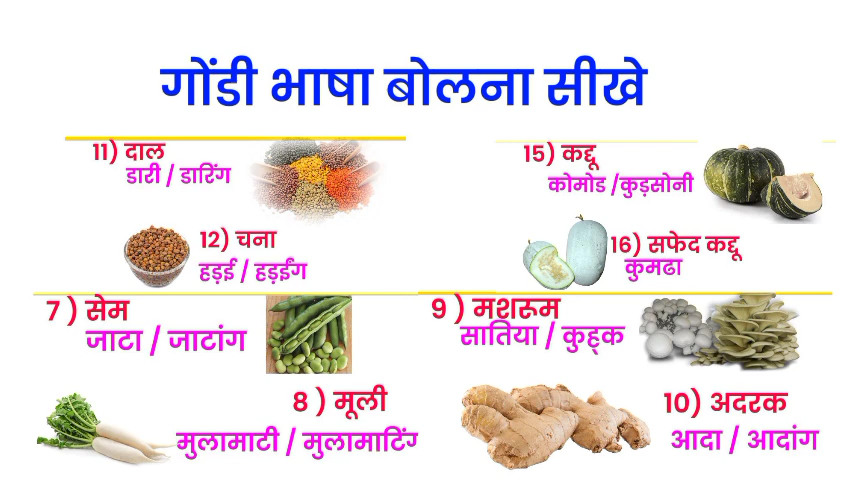 गोंडी भाषा बोलना सीखे
11) दाल
डारी / डारिंग
12) चना
हड़ई / हड़ईंग
15) कद्दू
कोमोड /कुड़सोनी
16) सफेद कद्दू
कुमढा
7 ) सेम
जाटा / जाटांग
8 ) मूली
मुलामाटी / मुलामाटिंग
9 ) मशरूम
सातिया / कुह्क
10) अदरक
आदा / आदांग